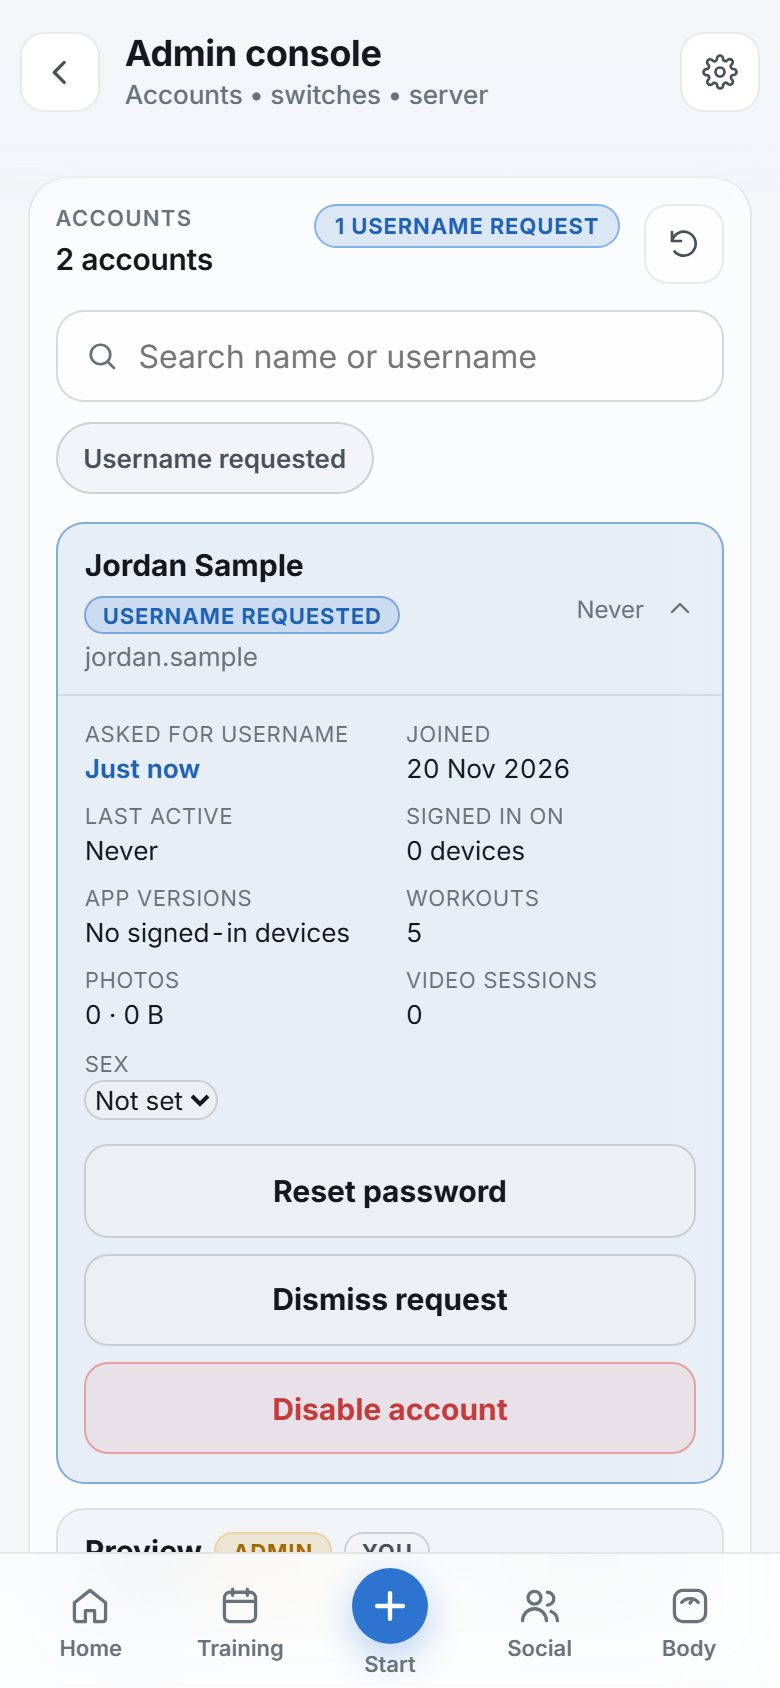 Admin console
Accounts • switches • server
ACCOUNTS
2 accounts
1 USERNAME REQUEST
Search name or username
Username requested
Jordan Sample
USERNAME REQUESTED
jordan.sample
Never
ASKED FOR USERNAME
Just now
JOINED
20 Nov 2026
LAST ACTIVE
Never
SIGNED IN ON
0 devices
APP VERSIONS
No signed-in devices
WORKOUTS
5
PHOTOS
0 · 0 B
VIDEO SESSIONS
0
SEX
Not set
Reset password
Dismiss request
Disable account
Preview ADMIN YOU
Home
Training
Start
Social
Body